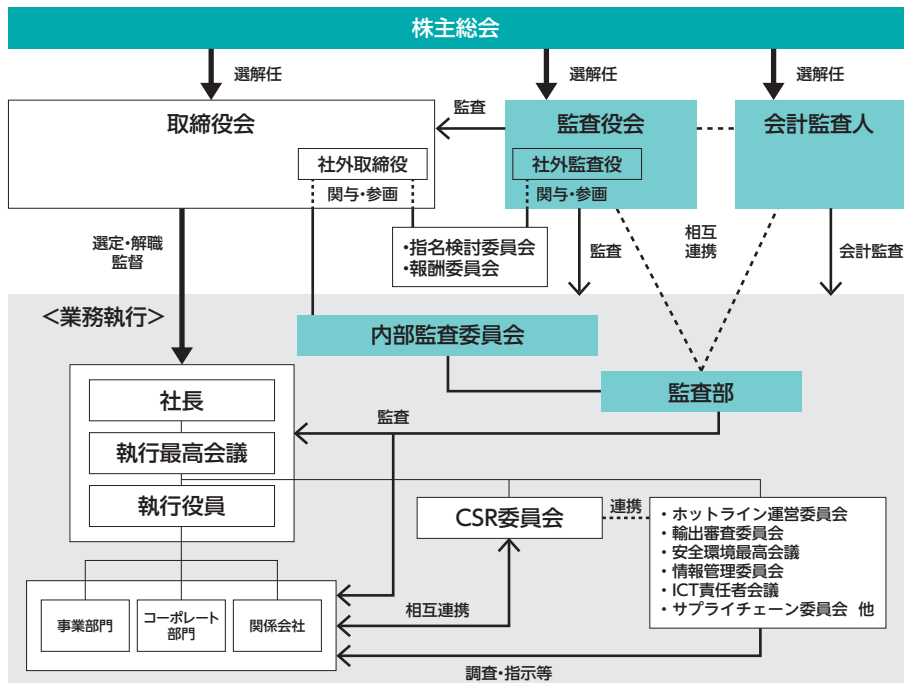 株主総会
選解任
選解任
選解任
取締役会
監査
監査役会
会計監査人
社外取締役
社外監査役
関与・参画
関与・参画
・指名検討委員会
・報酬委員会
選定・解職
監督
監査
相互
連携
会計監査
＜業務執行＞
内部監査委員会
監査部
社長
監査
執行最高会議
執行役員
CSR委員会
連携
・ホットライン運営委員会
・輸出審査委員会
・安全環境最高会議
・情報管理委員会
・ICT責任者会議
・サプライチェーン委員会 他
事業部門
コーポレート
部門
関係会社
相互連携
調査・指示等